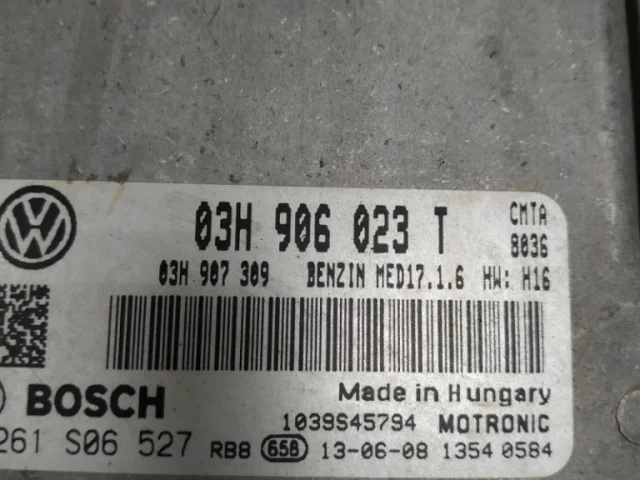 03H 906 023 T CMTA
8036
03H 907 309 BENZIN MED17.1.6 HW: H16
BOSCH Made in Hungary
1039S45794 MOTRONIC
261 S06 527 RB8 658 13-06-08 1354 0584